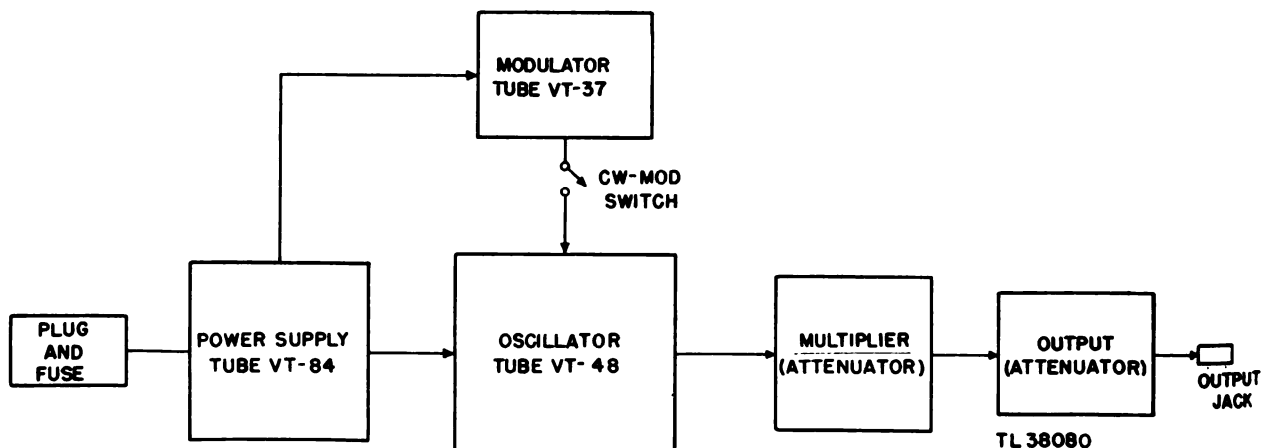 MODULATOR
TUBE VT-37
CW-MOD
SWITCH
PLUG
AND
FUSE
POWER SUPPLY
TUBE VT-84
OSCILLATOR
TUBE VT-48
MULTIPLIER
(ATTENUATOR)
OUTPUT
(ATTENUATOR)
OUTPUT
JACK
TL 38080